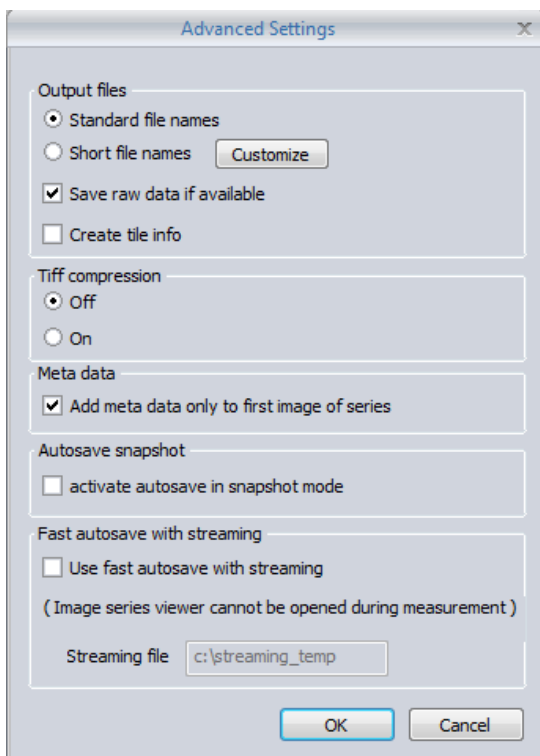 Advanced Settings
Output files
Standard file names
Short file names
Customize
Save raw data if available
Create tile info
Tiff compression
Off
On
Meta data
Add meta data only to first image of series
Autosave snapshot
activate autosave in snapshot mode
Fast autosave with streaming
Use fast autosave with streaming
( Image series viewer cannot be opened during measurement )
Streaming file
c:\streaming_temp
OK
Cancel